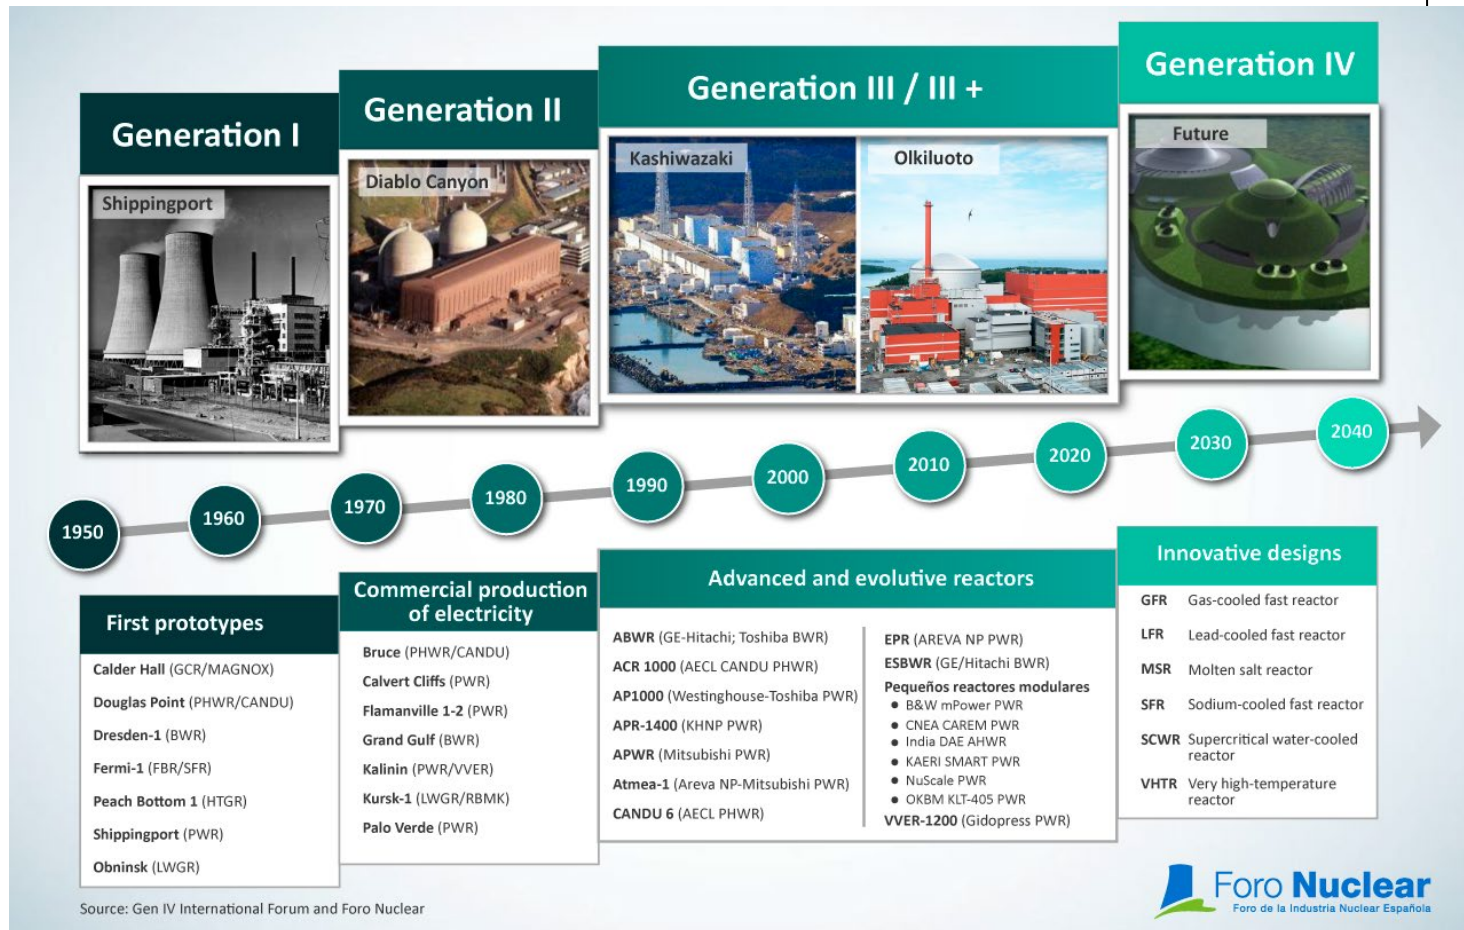 Generation I
Shippingport
Generation II
Diablo Canyon
Generation III / III +
Kashiwazaki
Olkiluoto
Generation IV
Future
1950
1960
1970
1980
1990
2000
2010
2020
2030
2040
First prototypes
Calder Hall (GCR/MAGNOX)
Douglas Point (PHWR/CANDU)
Dresden-1 (BWR)
Fermi-1 (FBR/SFR)
Peach Bottom 1 (HTGR)
Shippingport (PWR)
Obninsk (LWGR)
Commercial production
of electricity
Bruce (PHWR/CANDU)
Calvert Cliffs (PWR)
Flamanville 1-2 (PWR)
Grand Gulf (BWR)
Kalinin (PWR/VVER)
Kursk-1 (LWGR/RBMK)
Palo Verde (PWR)
Advanced and evolutive reactors
ABWR (GE-Hitachi; Toshiba BWR)
ACR 1000 (AECL CANDU PHWR)
AP1000 (Westinghouse-Toshiba PWR)
APR-1400 (KHNP PWR)
APWR (Mitsubishi PWR)
Atmea-1 (Areva NP-Mitsubishi PWR)
CANDU 6 (AECL PHWR)
EPR (AREVA NP PWR)
ESBWR (GE/Hitachi BWR)
Pequeños reactores modulares
● B&W mPower PWR
● CNEA CAREM PWR
● India DAE AHWR
● KAERI SMART PWR
● NuScale PWR
● OKBM KLT-405 PWR
VVER-1200 (Gidopress PWR)
Innovative designs
GFR Gas-cooled fast reactor
LFR Lead-cooled fast reactor
MSR Molten salt reactor
SFR Sodium-cooled fast reactor
SCWR Supercritical water-cooled
reactor
VHTR Very high-temperature
reactor
Source: Gen IV International Forum and Foro Nuclear
Foro Nuclear
Foro de la Industria Nuclear Española